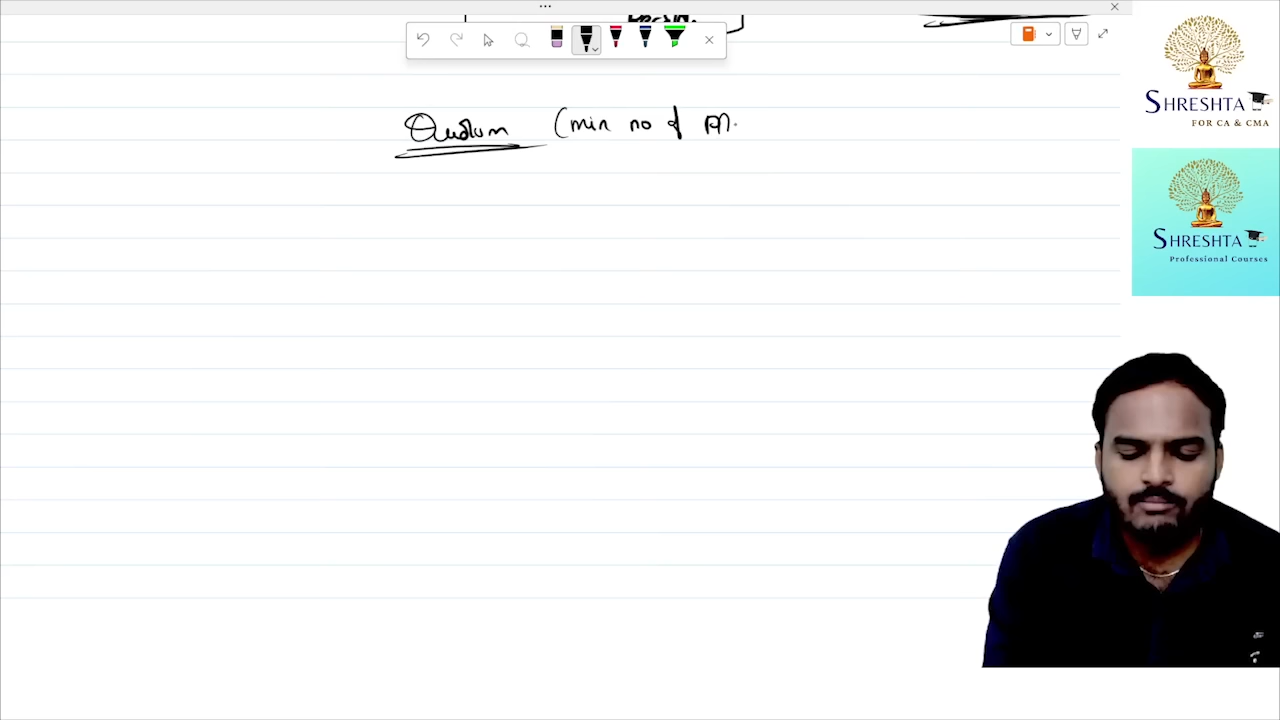 Quorum (min no of
SHRESHTA
FOR CA & CMA
SHRESHTA
Professional Courses